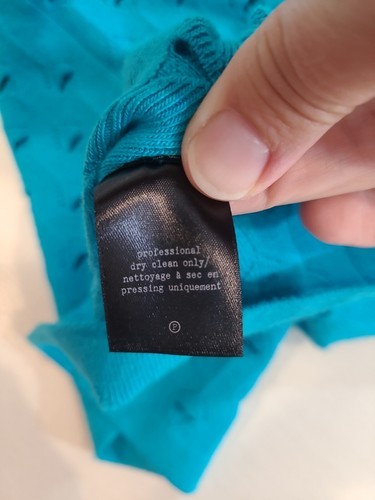 professional
dry clean only/
nettoyage à sec en
pressing uniquement
P